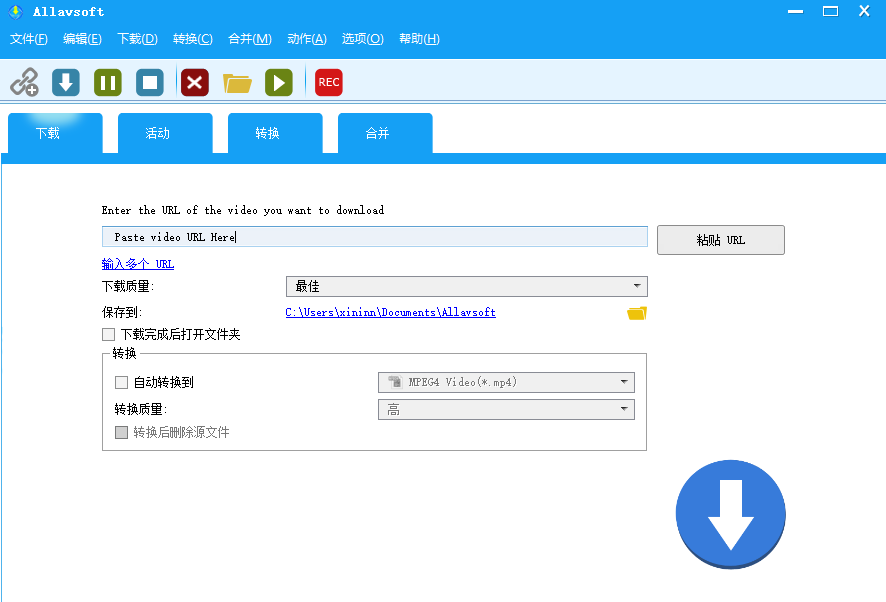 Allavsoft
文件(F) 编辑(E) 下载(D) 转换(C) 合并(M) 动作(A) 选项(O) 帮助(H)
REC
下载 活动 转换 合并
Enter the URL of the video you want to download
Paste video URL Here
粘贴 URL
输入多个 URL
下载质量: 最佳
保存到: C:\Users\xininn\Documents\Allavsoft
下载完成后打开文件夹
转换
自动转换到 MPEG4 Video(*.mp4)
转换质量: 高
转换后删除源文件